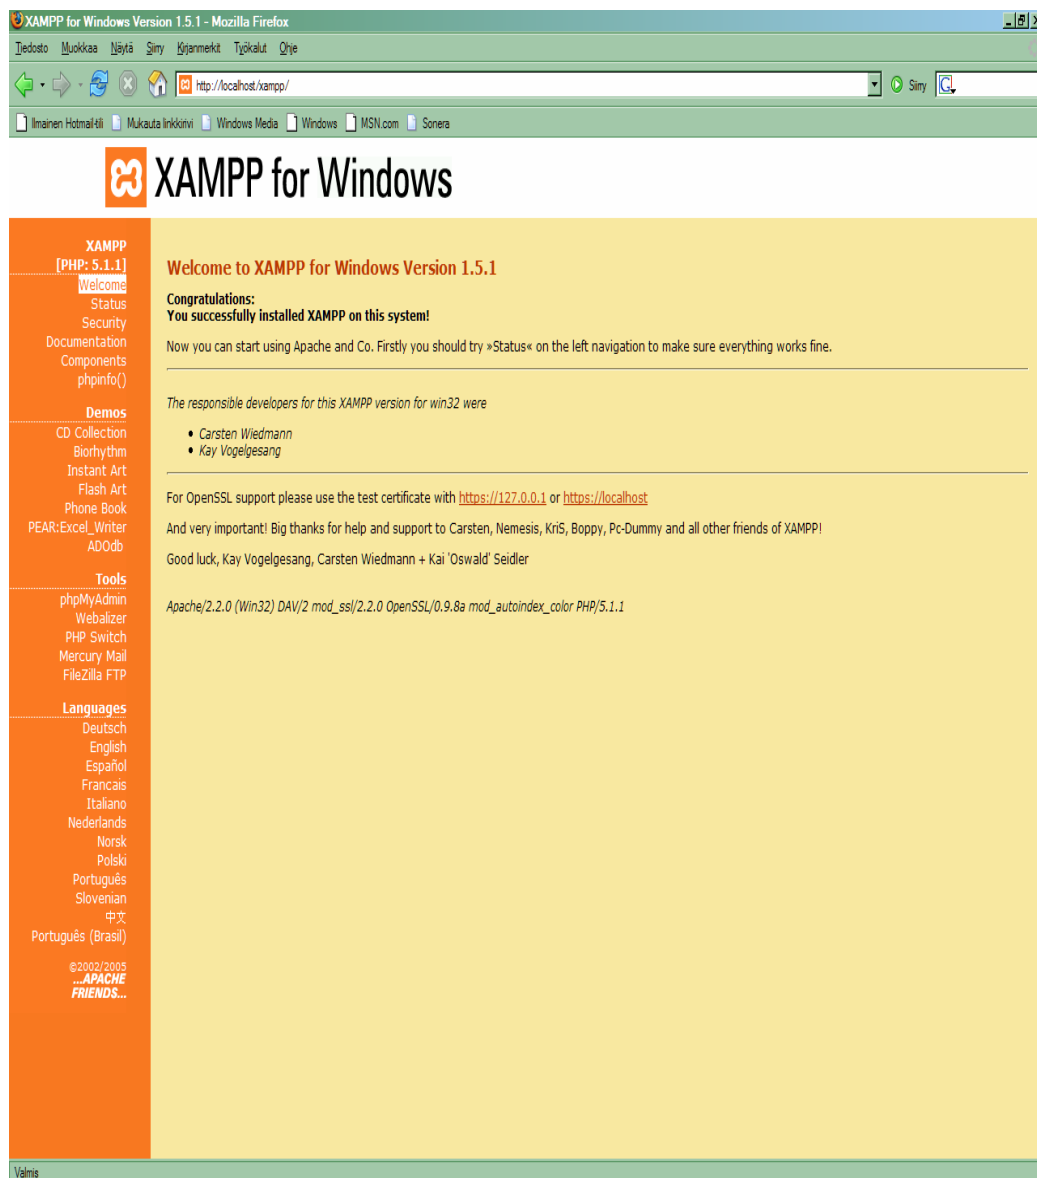 XAMPP for Windows Version 1.5.1 - Mozilla Firefox
Tiedosto Muokkaa Näytä Siirry Kirjanmerkit Työkalut Ohje
http://localhost/xampp/ Siirry G
Ilmainen Hotmail-tili Mukauta linkkirivi Windows Media Windows MSN.com Sonera
XAMPP for Windows
XAMPP
[PHP: 5.1.1]
Welcome
Status
Security
Documentation
Components
phpinfo()
Demos
CD Collection
Biorhythm
Instant Art
Flash Art
Phone Book
PEAR:Excel_Writer
ADOdb
Tools
phpMyAdmin
Webalizer
PHP Switch
Mercury Mail
FileZilla FTP
Languages
Deutsch
English
Español
Francais
Italiano
Nederlands
Norsk
Polski
Português
Slovenian
中文
Português (Brasil)
©2002/2005
...APACHE
FRIENDS...
Welcome to XAMPP for Windows Version 1.5.1
Congratulations:
You successfully installed XAMPP on this system!
Now you can start using Apache and Co. Firstly you should try »Status« on the left navigation to make sure everything works fine.
The responsible developers for this XAMPP version for win32 were
• Carsten Wiedmann
• Kay Vogelgesang
For OpenSSL support please use the test certificate with https://127.0.0.1 or https://localhost
And very important! Big thanks for help and support to Carsten, Nemesis, KriS, Boppy, Pc-Dummy and all other friends of XAMPP!
Good luck, Kay Vogelgesang, Carsten Wiedmann + Kai 'Oswald' Seidler
Apache/2.2.0 (Win32) DAV/2 mod_ssl/2.2.0 OpenSSL/0.9.8a mod_autoindex_color PHP/5.1.1
Valmis